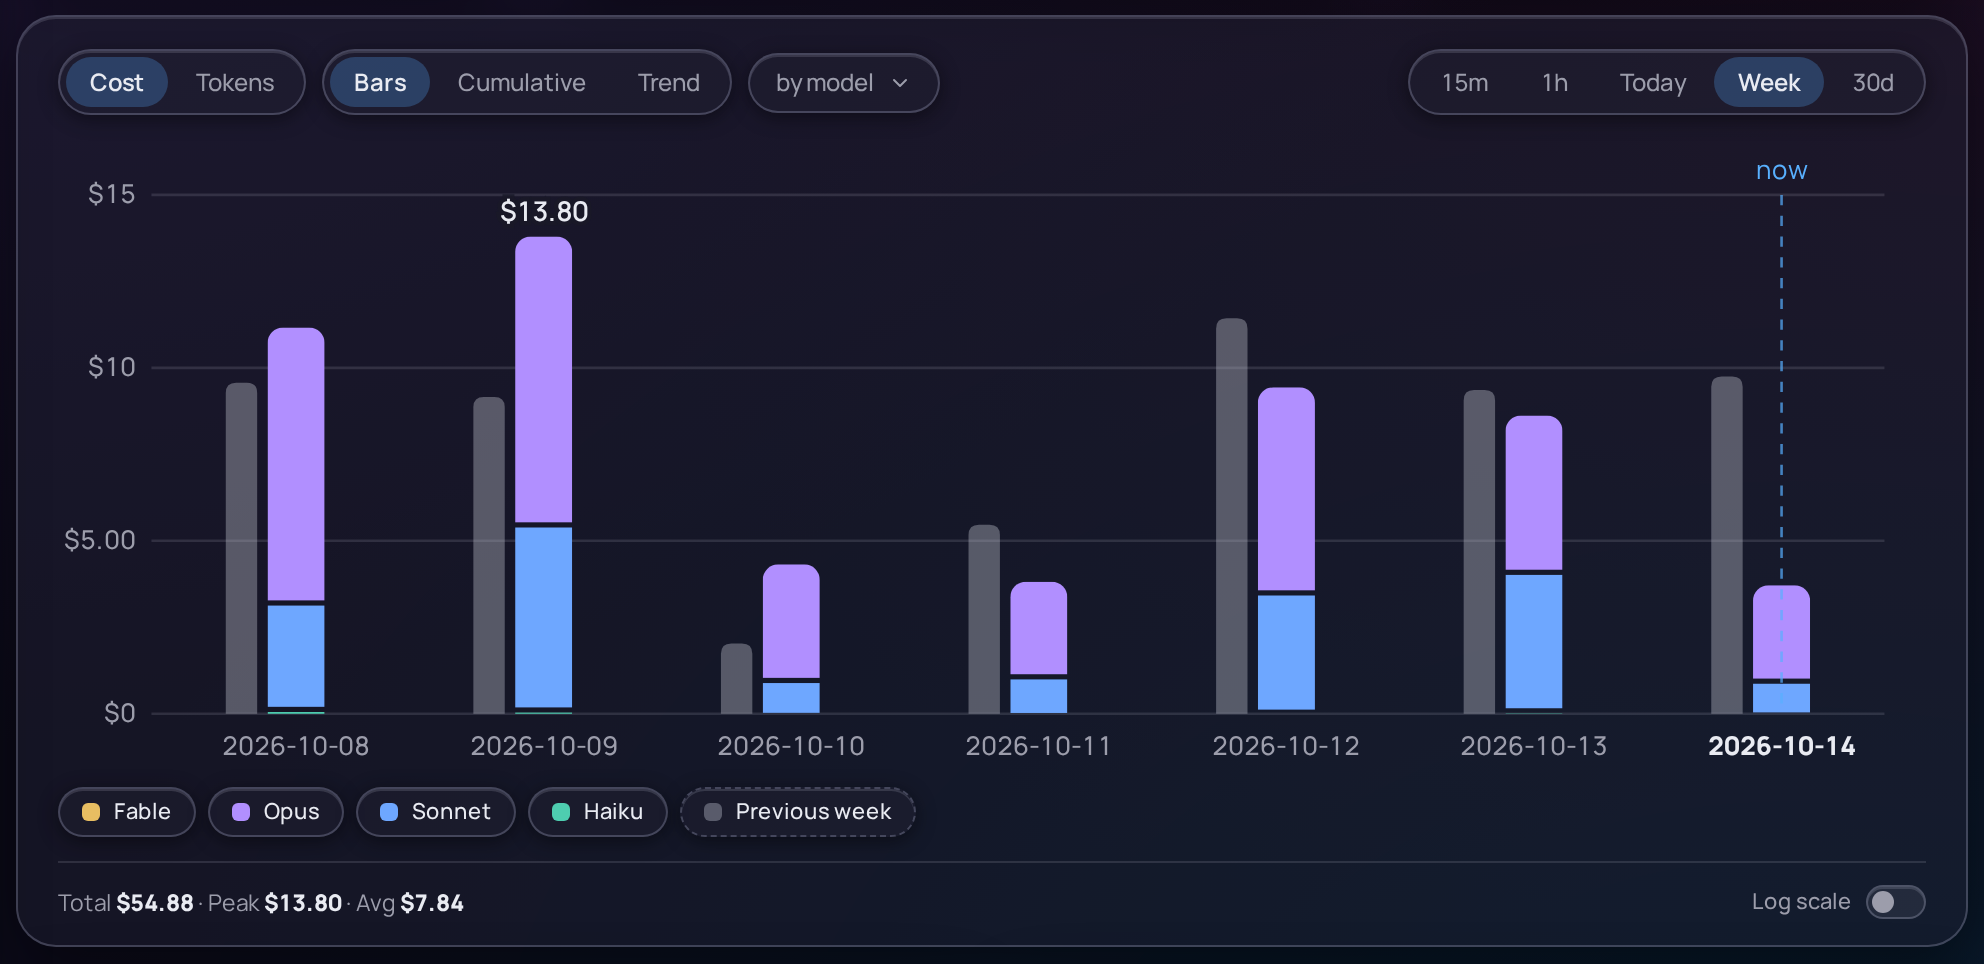 Cost Tokens Bars Cumulative Trend by model 15m 1h Today Week 30d
now
$15
$13.80
$10
$5.00
$0
2026-10-08 2026-10-09 2026-10-10 2026-10-11 2026-10-12 2026-10-13 2026-10-14
Fable Opus Sonnet Haiku Previous week
Total $54.88 · Peak $13.80 · Avg $7.84 Log scale